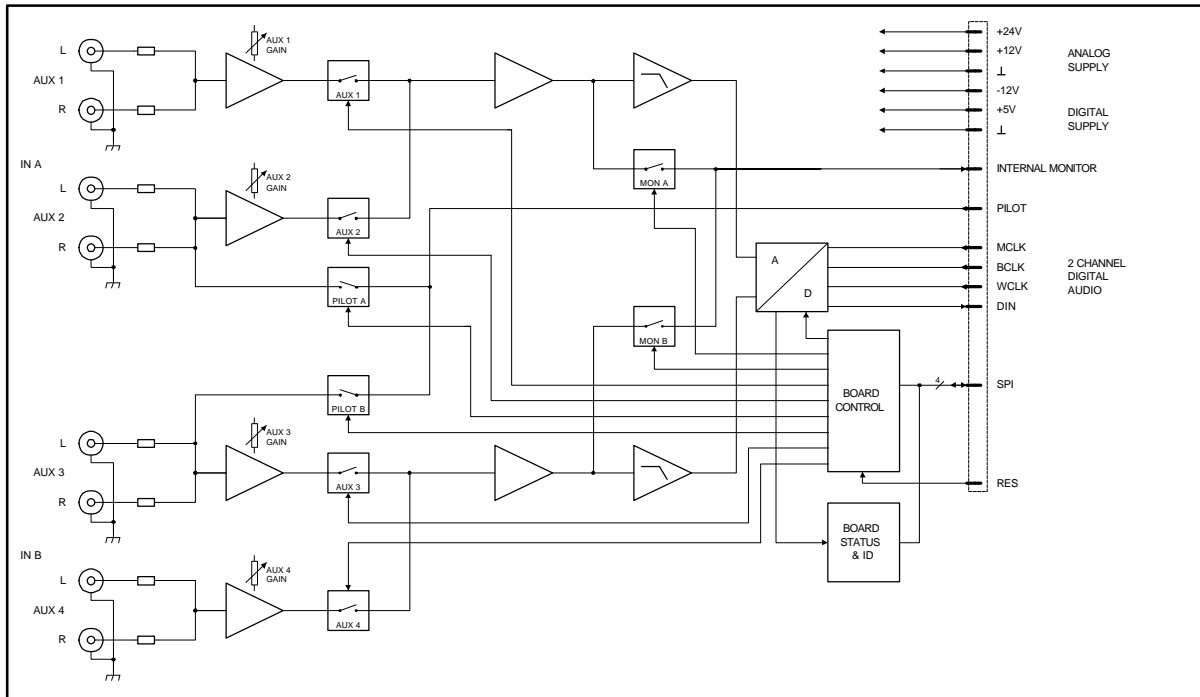 L
AUX 1
R
AUX 1
GAIN
AUX 1
IN A
L
AUX 2
R
AUX 2
GAIN
AUX 2
PILOT A
PILOT B
L
AUX 3
R
AUX 3
GAIN
AUX 3
IN B
L
AUX 4
R
AUX 4
GAIN
AUX 4
MON A
MON B
A
D
BOARD
CONTROL
BOARD
STATUS
& ID
4
+24V
+12V
⊥
-12V
+5V
⊥
ANALOG
SUPPLY
DIGITAL
SUPPLY
INTERNAL MONITOR
PILOT
MCLK
BCLK
WCLK
DIN
2 CHANNEL
DIGITAL
AUDIO
SPI
RES